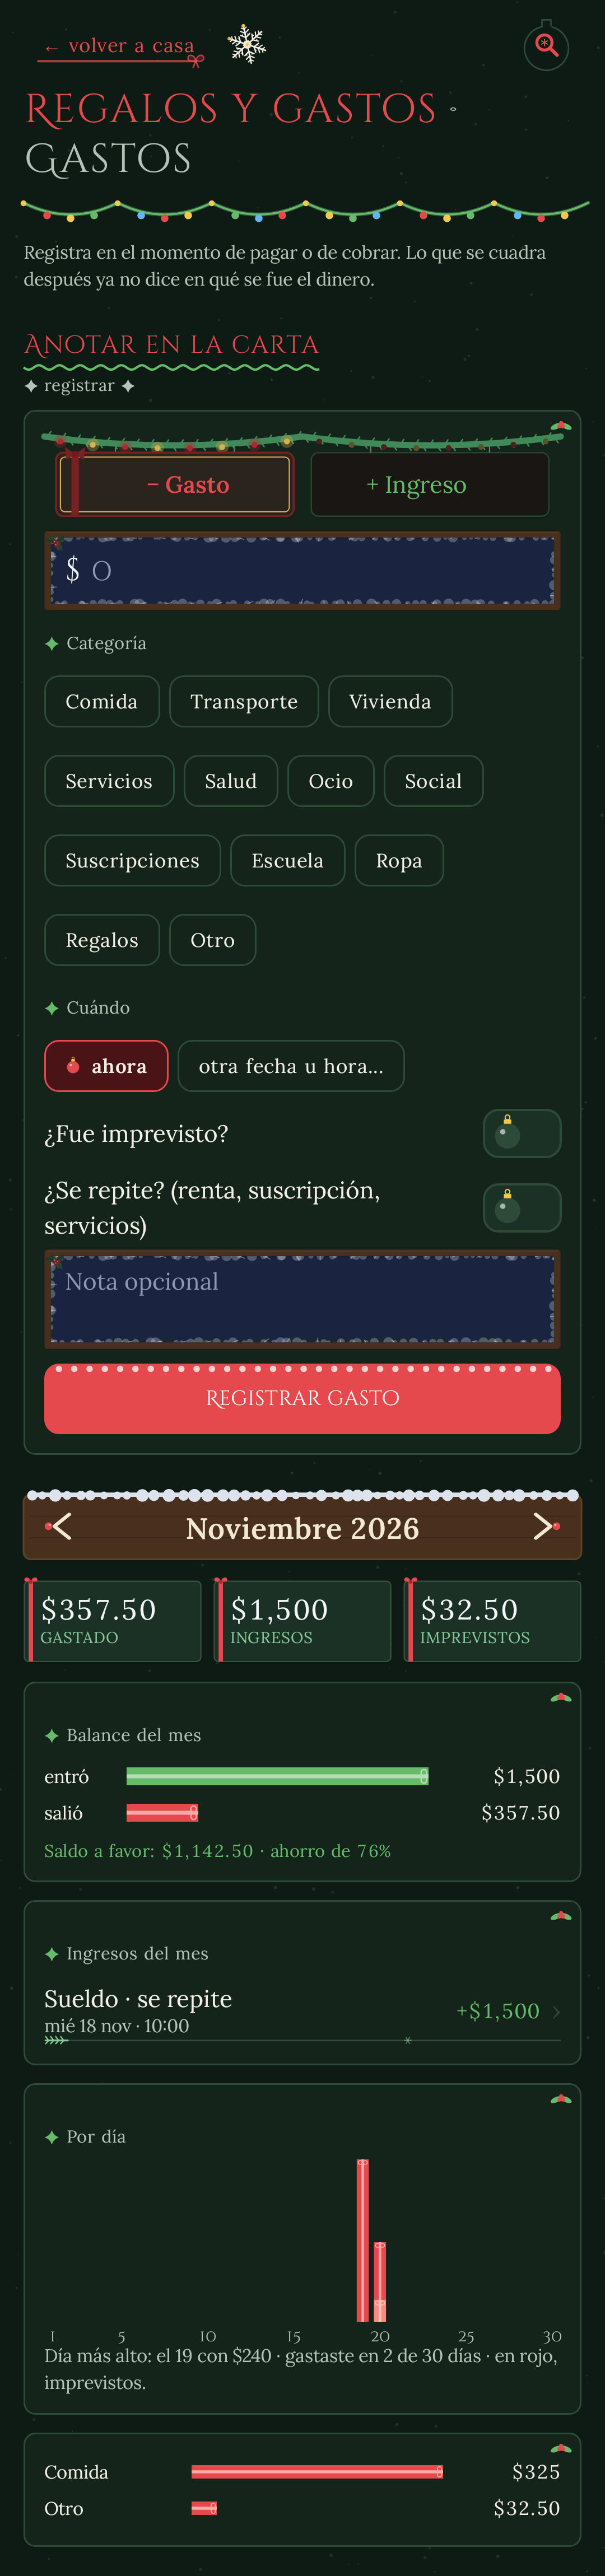 ← volver a casa
REGALOS Y GASTOS ·
GASTOS
Registra en el momento de pagar o de cobrar. Lo que se cuadra
después ya no dice en qué se fue el dinero.
ANOTAR EN LA CARTA
✦ registrar ✦
− Gasto
+ Ingreso
$ 0
✦ Categoría
Comida
Transporte
Vivienda
Servicios
Salud
Ocio
Social
Suscripciones
Escuela
Ropa
Regalos
Otro
✦ Cuándo
ahora
otra fecha u hora...
¿Fue imprevisto?
¿Se repite? (renta, suscripción,
servicios)
Nota opcional
REGISTRAR GASTO
Noviembre 2026
$357.50
GASTADO
$1,500
INGRESOS
$32.50
IMPREVISTOS
✦ Balance del mes
entró $1,500
salió $357.50
Saldo a favor: $1,142.50 · ahorro de 76%
✦ Ingresos del mes
Sueldo · se repite
mié 18 nov · 10:00
+$1,500 ›
✦ Por día
1 5 10 15 20 25 30
Día más alto: el 19 con $240 · gastaste en 2 de 30 días · en rojo,
imprevistos.
Comida $325
Otro $32.50